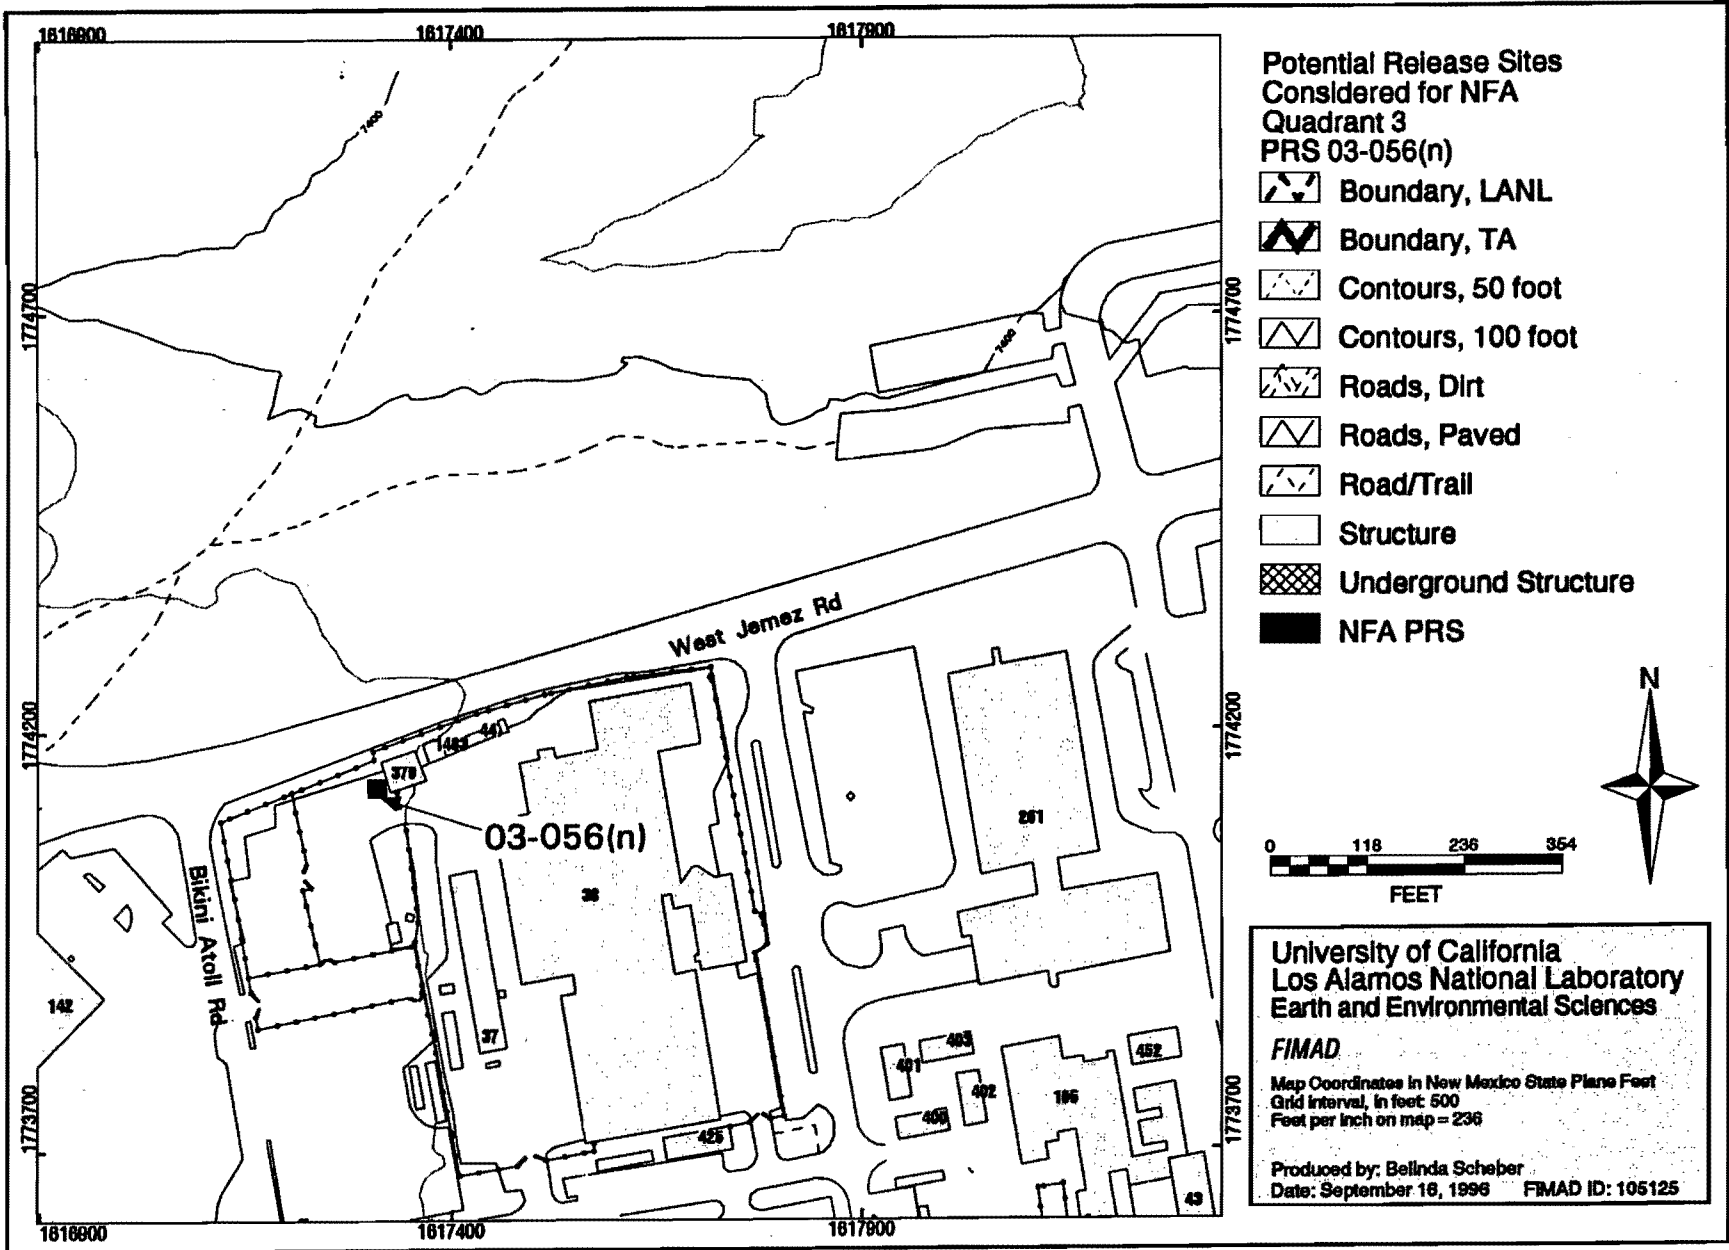 1616900
1617400
1617900
Potential Release Sites
Considered for NFA
Quadrant 3
PRS 03-056(n)
Boundary, LANL
Boundary, TA
Contours, 50 foot
Contours, 100 foot
Roads, Dirt
Roads, Paved
Road/Trail
Structure
Underground Structure
NFA PRS
7400
1774700
1774700
7400
West Jemez Rd
1774200
1774200
N
379
03-056(n)
261
38
Bikini Atoll Rd
0 118 236 354
FEET
142
37
401
403
402
400
452
425
43
1773700
1773700
University of California
Los Alamos National Laboratory
Earth and Environmental Sciences
FIMAD
Map Coordinates in New Mexico State Plane Feet
Grid interval, in feet: 500
Feet per inch on map = 236
Produced by: Belinda Scheber
Date: September 16, 1996 FIMAD ID: 105125
1616900
1617400
1617900